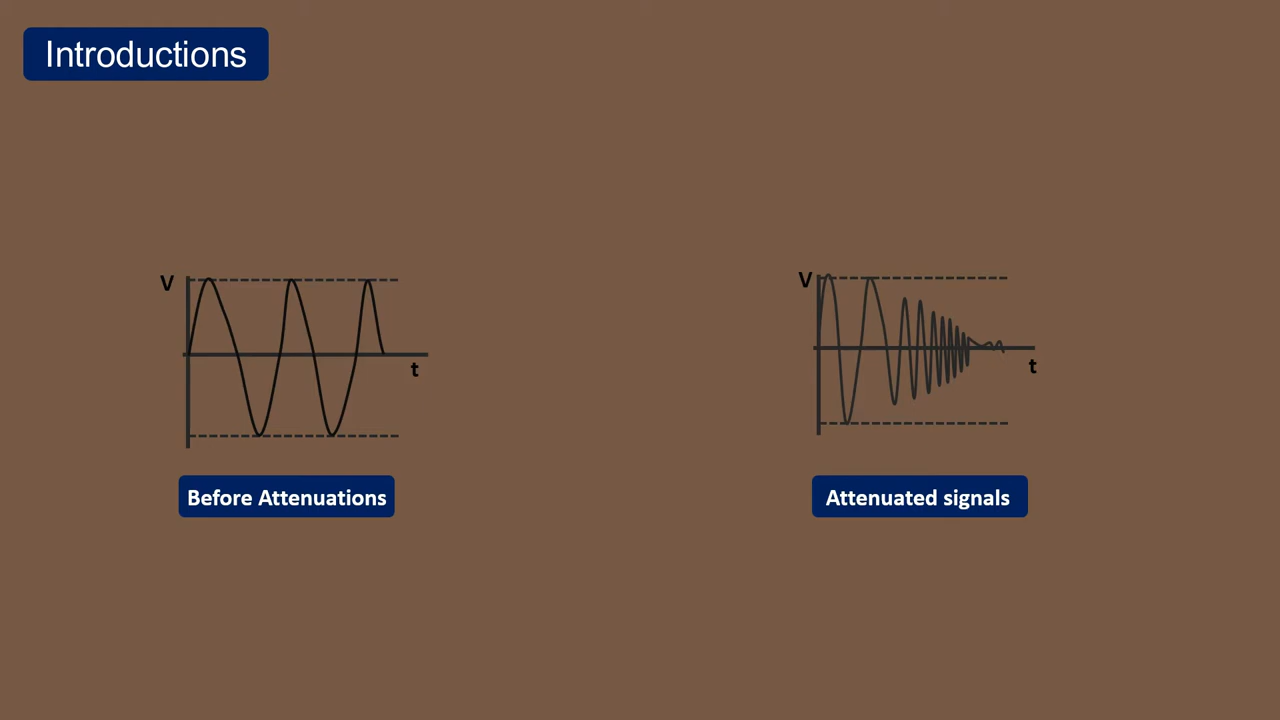 Introductions
V
t
Before Attenuations
V
t
Attenuated signals